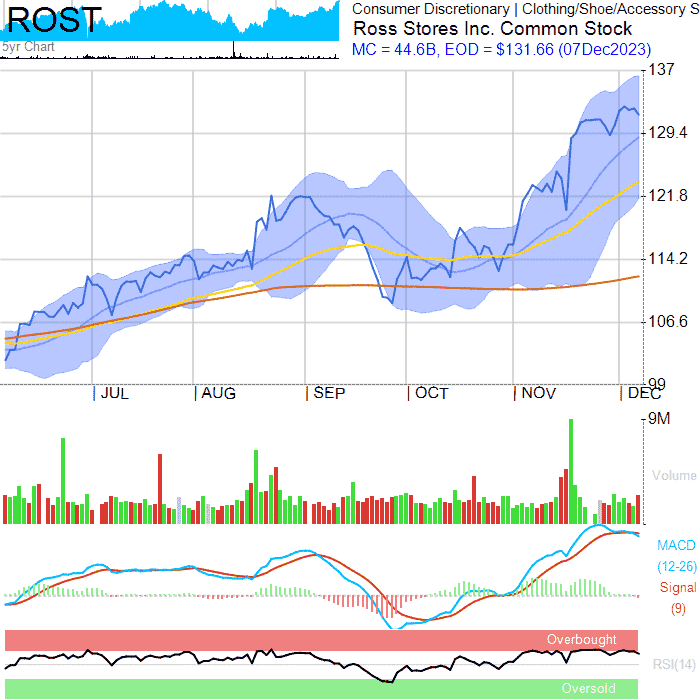 ROST
5yr Chart
Consumer Discretionary | Clothing/Shoe/Accessory S
Ross Stores Inc. Common Stock
MC = 44.6B, EOD = $131.66 (07Dec2023)
137
129.4
121.8
114.2
106.6
99
JUL
AUG
SEP
OCT
NOV
DEC
9M
Volume
MACD
(12-26)
Signal
(9)
Overbought
RSI(14)
Oversold